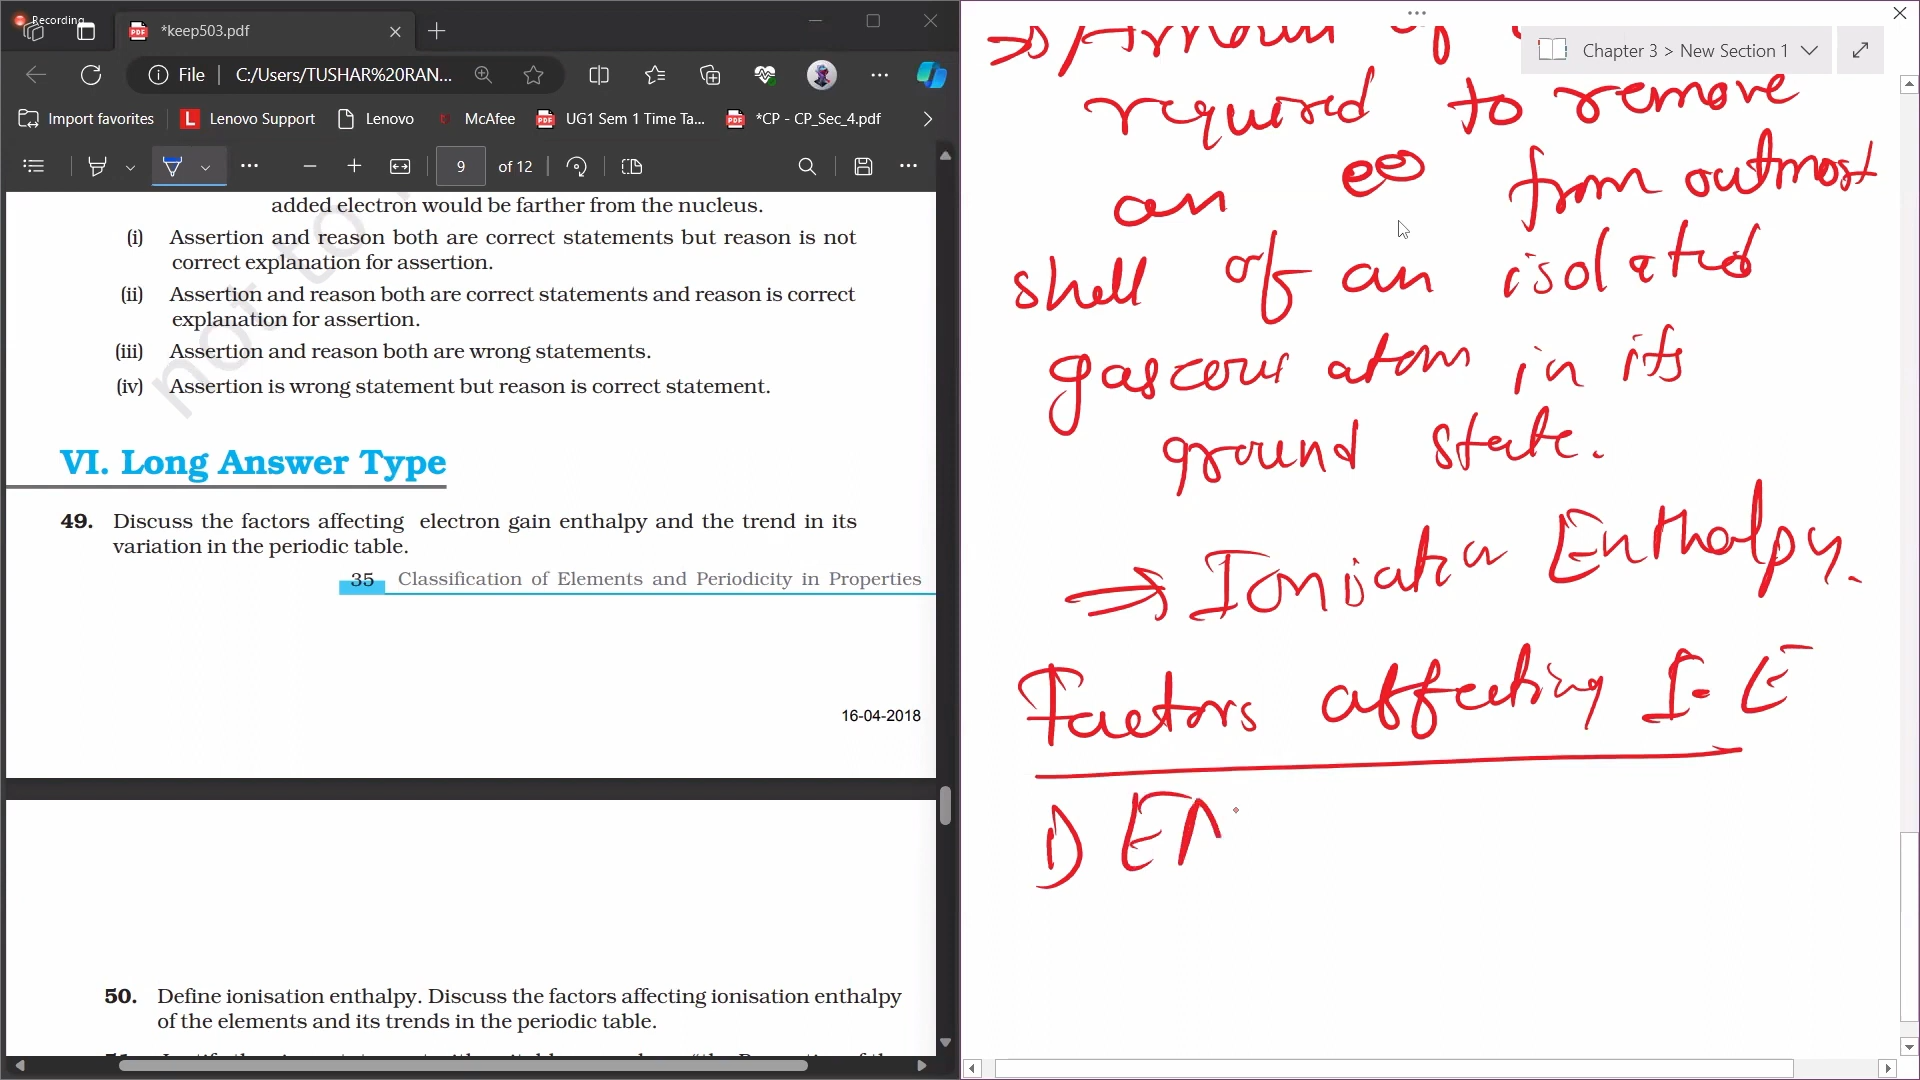 Recording
*keep503.pdf
File C:/Users/TUSHAR%20RAN...
Import favorites Lenovo Support Lenovo McAfee UG1 Sem 1 Time Ta... *CP - CP_Sec_4.pdf
9 of 12
not to
added electron would be farther from the nucleus.
(i) Assertion and reason both are correct statements but reason is not
correct explanation for assertion.
(ii) Assertion and reason both are correct statements and reason is correct
explanation for assertion.
(iii) Assertion and reason both are wrong statements.
(iv) Assertion is wrong statement but reason is correct statement.
VI. Long Answer Type
49. Discuss the factors affecting electron gain enthalpy and the trend in its
variation in the periodic table.
35 Classification of Elements and Periodicity in Properties
16-04-2018
50. Define ionisation enthalpy. Discuss the factors affecting ionisation enthalpy
of the elements and its trends in the periodic table.
Chapter 3 > New Section 1
of
required to remove
an from outmost
shell of an isolated
gaseous atom in its
ground state.
⇒ Ionisation Enthalpy.
Factors affecting I.E